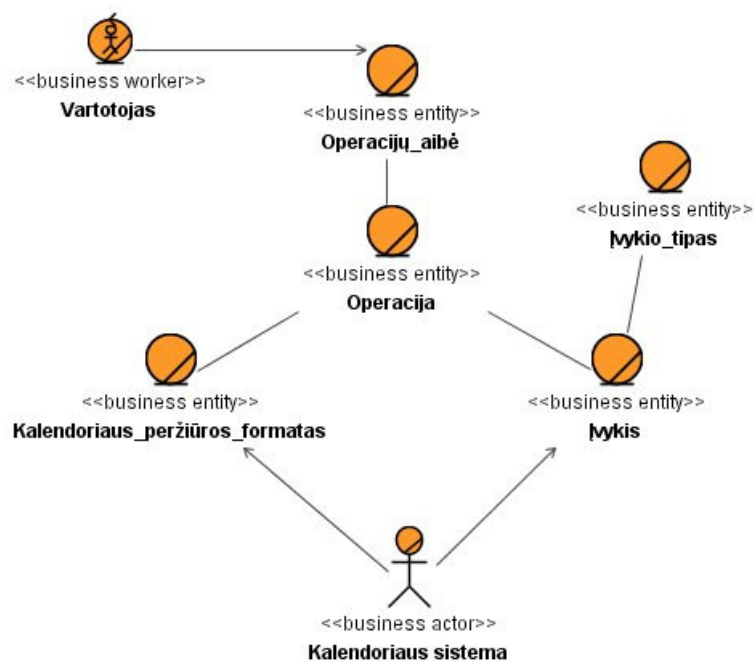 <<business worker>>
Vartotojas
<<business entity>>
Operacijų_aibė
<<business entity>>
Įvykio_tipas
<<business entity>>
Operacija
<<business entity>>
Kalendoriaus_peržiūros_formatas
<<business entity>>
Įvykis
<<business actor>>
Kalendoriaus sistema